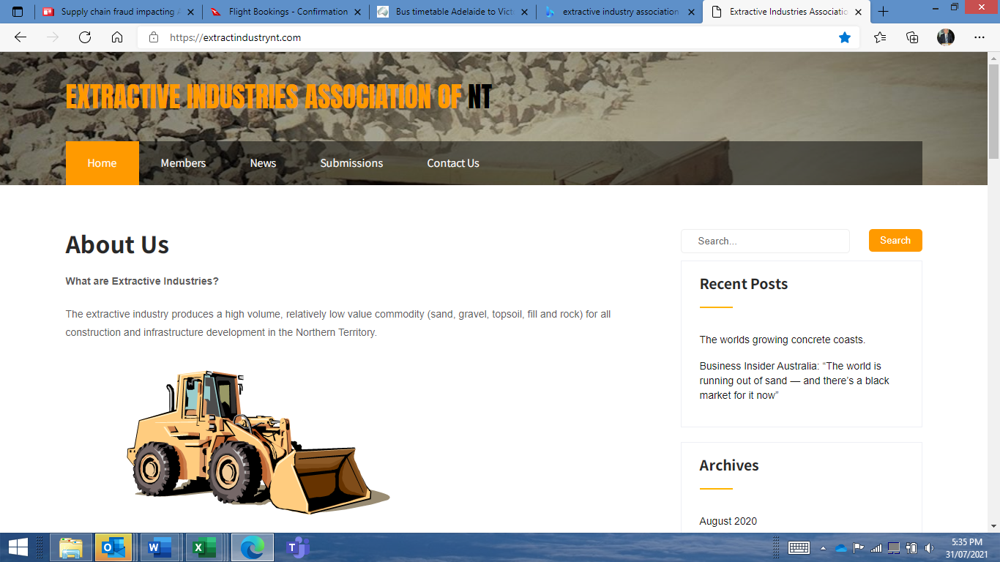 Supply chain fraud impacting A
Flight Bookings - Confirmation
Bus timetable Adelaide to Vict
extractive industry association
Extractive Industries Associatio
https://extractindustrynt.com
EXTRACTIVE INDUSTRIES ASSOCIATION OF NT
Home
Members
News
Submissions
Contact Us
About Us
What are Extractive Industries?
The extractive industry produces a high volume, relatively low value commodity (sand, gravel, topsoil, fill and rock) for all
construction and infrastructure development in the Northern Territory.
Search...
Search
Recent Posts
The worlds growing concrete coasts.
Business Insider Australia: “The world is
running out of sand — and there’s a black
market for it now”
Archives
August 2020
5:35 PM
31/07/2021